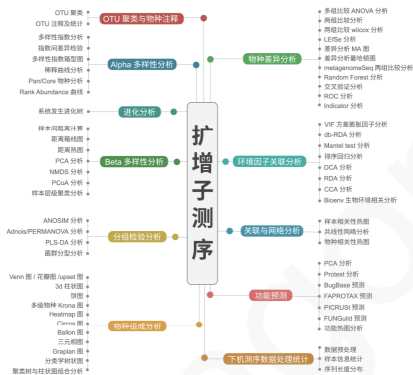 OTU 聚类
OTU 注释及统计
OTU 聚类与物种注释
多样性指数分析
指数间差异检验
多样性指数箱型图
稀释曲线分析
Pan/Core 物种分析
Rank Abundance 曲线
Alpha 多样性分析
系统发生进化树
进化分析
样本间距离计算
距离箱线图
距离热图
PCA 分析
NMDS 分析
PCoA 分析
样本层级聚类分析
Beta 多样性分析
ANOSIM 分析
Adnois/PERMANOVA 分析
PLS-DA 分析
菌群分型分析
分组检验分析
Venn 图 / 花瓣图 /upset 图
3d 柱状图
饼图
多级物种 Krona 图
Heatmap 图
Circos 图
Ballon 图
三元相图
Graplan 图
分类学树状图
聚类树与柱状图组合分析
物种组成分析
扩增子测序
物种差异分析
多组比较 ANOVA 分析
两组比较分析
两组比较 wilcox 分析
LEfSe 分析
差异分析 MA 图
差异分析曼哈顿图
metagenomeSeq 两组比较分析
Random Forest 分析
交叉验证分析
ROC 分析
Indicator 分析
环境因子关联分析
VIF 方差膨胀因子分析
db-RDA 分析
Mantel test 分析
排序回归分析
DCA 分析
RDA 分析
CCA 分析
Bioenv 生物环境相关分析
关联与网络分析
样本相关性热图
共线性网络分析
物种相关性热图
功能预测
PCA 分析
Protest 分析
BugBase 预测
FAPROTAX 预测
PICRUSt 预测
FUNGuild 预测
功能热图分析
下机测序数据处理统计
数据预处理
样本信息统计
序列长度分布